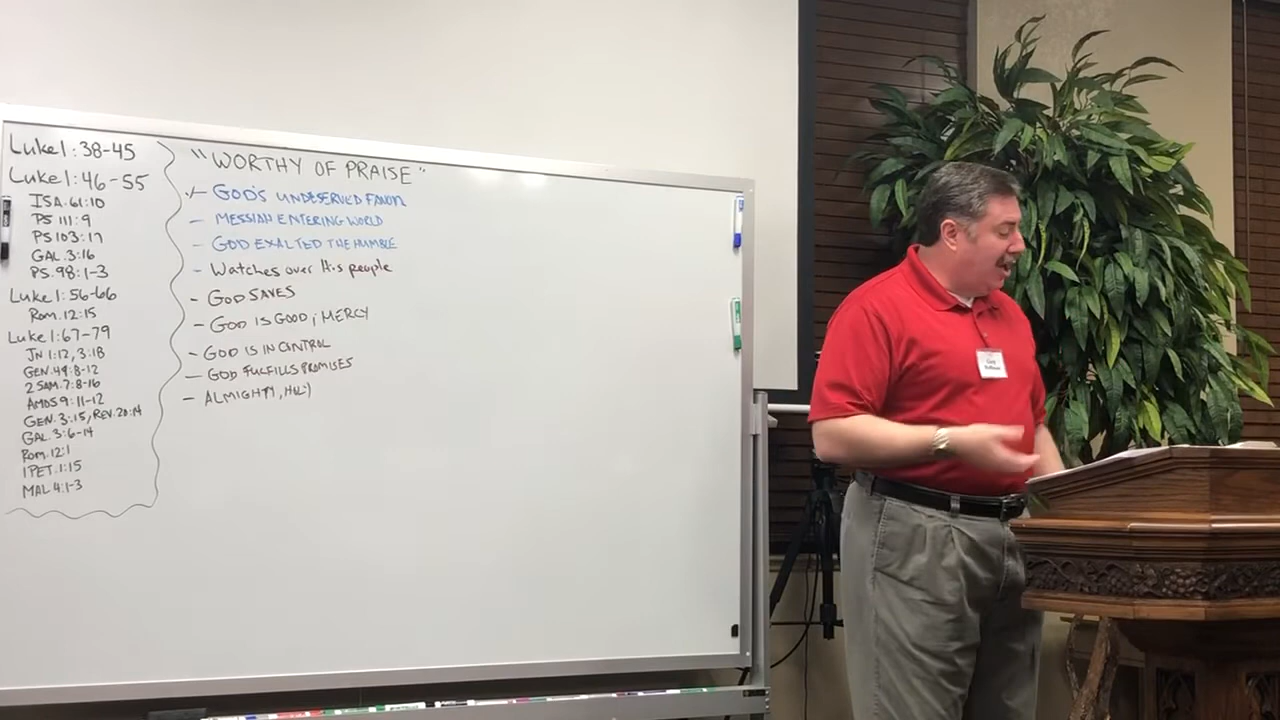 Luke 1:38-45
Luke 1:46-55
ISA. 61:10
PS 111:9
PS 103:17
GAL. 3:16
PS. 98:1-3
Luke 1:56-66
Rom. 12:15
Luke 1:67-79
JN 1:12, 3:18
GEN. 49:8-12
2 SAM. 7:8-16
AMOS 9:11-12
GEN. 3:15, REV. 20:14
GAL. 3:6-14
Rom. 12:1
1 PET. 1:15
MAL. 4:1-3
"WORTHY OF PRAISE"
- GOD'S UNDESERVED FAVOR
- MESSIAH ENTERING WORLD
- GOD EXALTED THE HUMBLE
- Watches over His people
- GOD SAVES
- GOD IS GOOD, MERCY
- GOD IS IN CONTROL
- GOD FULFILLS PROMISES
- ALMIGHTY, HOLY